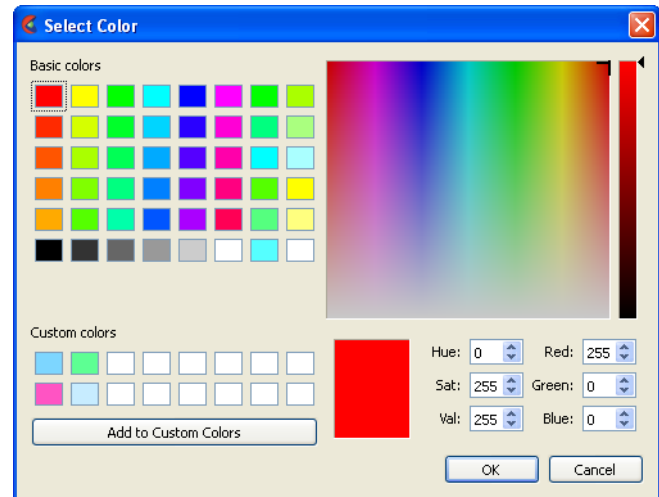 Select Color
Basic colors
Custom colors
Hue: 0 Red: 255
Sat: 255 Green: 0
Val: 255 Blue: 0
Add to Custom Colors
OK Cancel